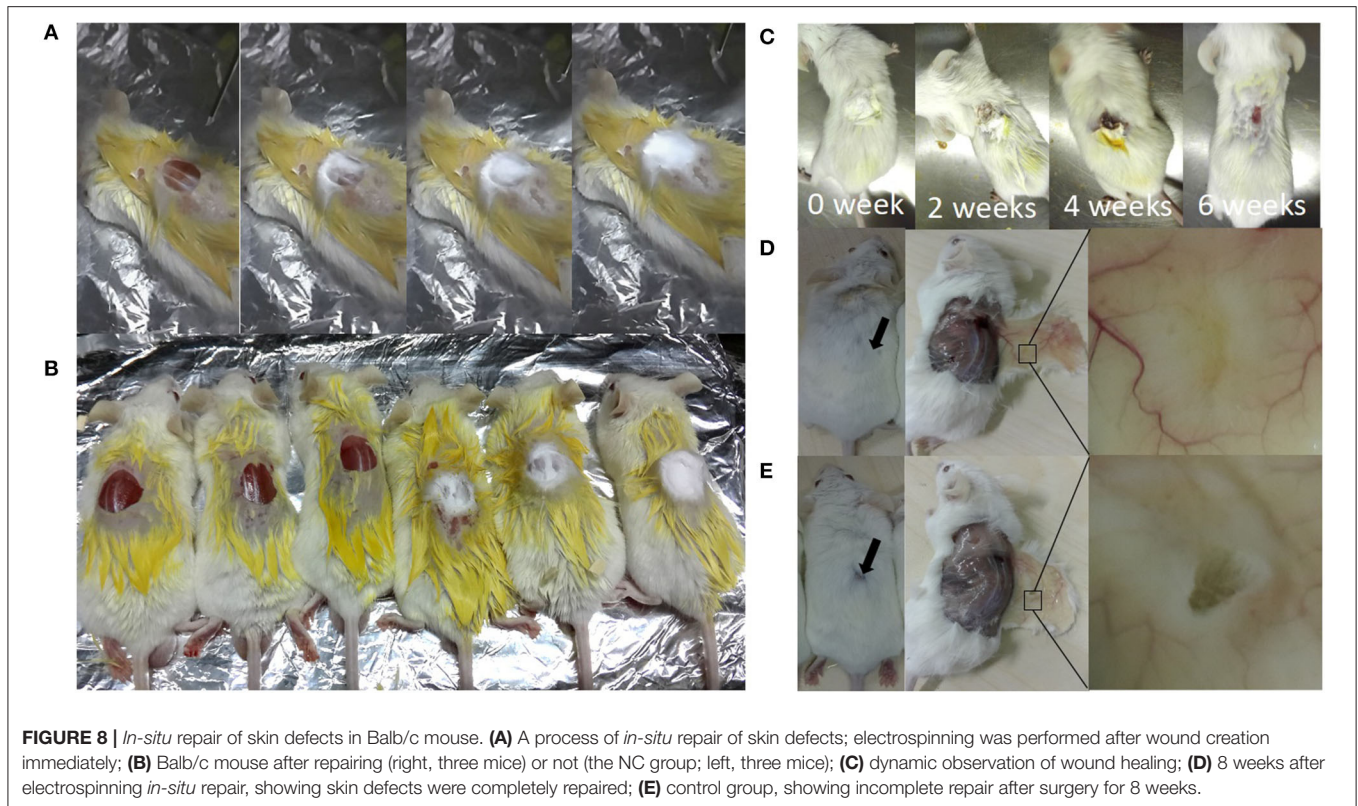 A
C
0 week
2 weeks
4 weeks
6 weeks
D
B
E
FIGURE 8 | In-situ repair of skin defects in Balb/c mouse. (A) A process of in-situ repair of skin defects; electrospinning was performed after wound creation
immediately; (B) Balb/c mouse after repairing (right, three mice) or not (the NC group; left, three mice); (C) dynamic observation of wound healing; (D) 8 weeks after
electrospinning in-situ repair, showing skin defects were completely repaired; (E) control group, showing incomplete repair after surgery for 8 weeks.